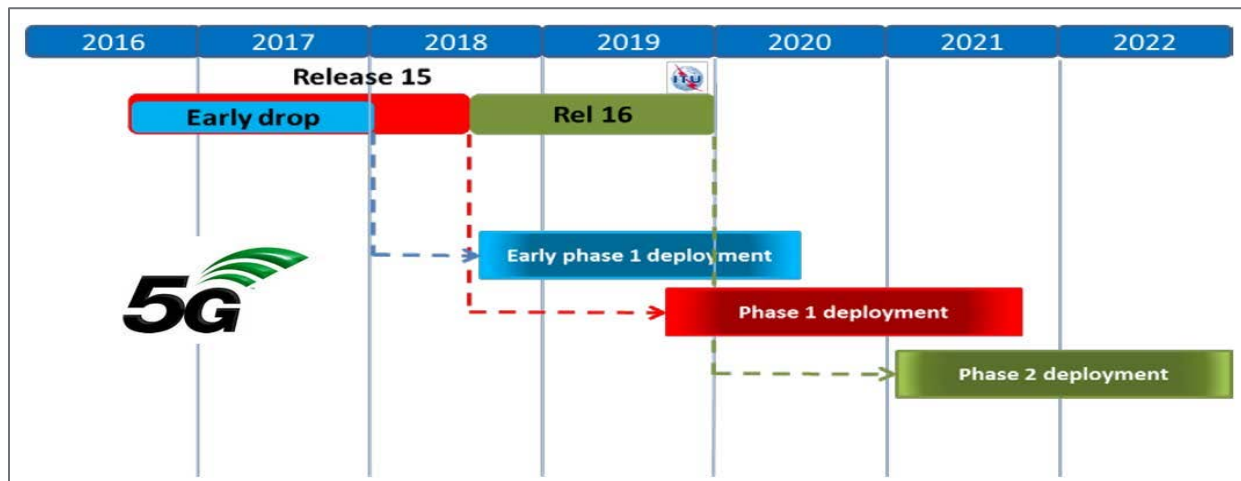 2016 2017 2018 2019 2020 2021 2022
Release 15
ITU
Early drop Rel 16
Early phase 1 deployment
5G
Phase 1 deployment
Phase 2 deployment